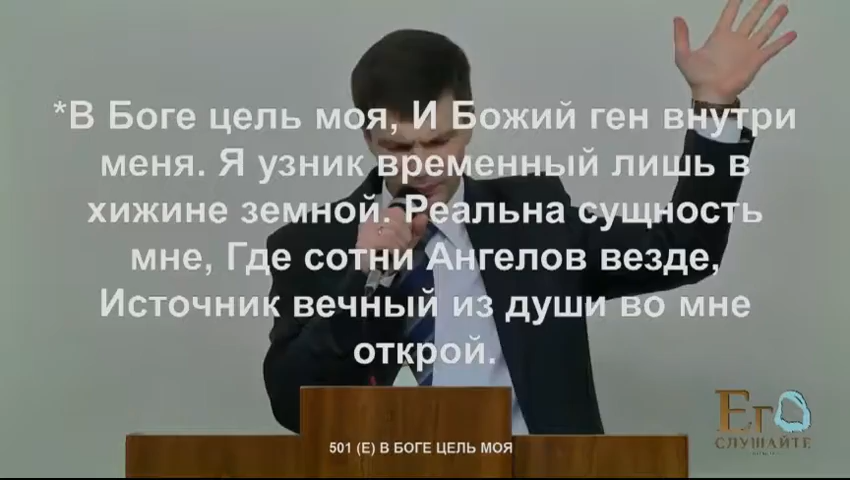 *В Боге цель моя, И Божий ген внутри
меня. Я узник временный лишь в
хижине земной. Реальна сущность
мне, Где сотни Ангелов везде,
Источник вечный из души во мне
открой.
Его
СЛУШАЙТЕ
501 (E) В БОГЕ ЦЕЛЬ МОЯ